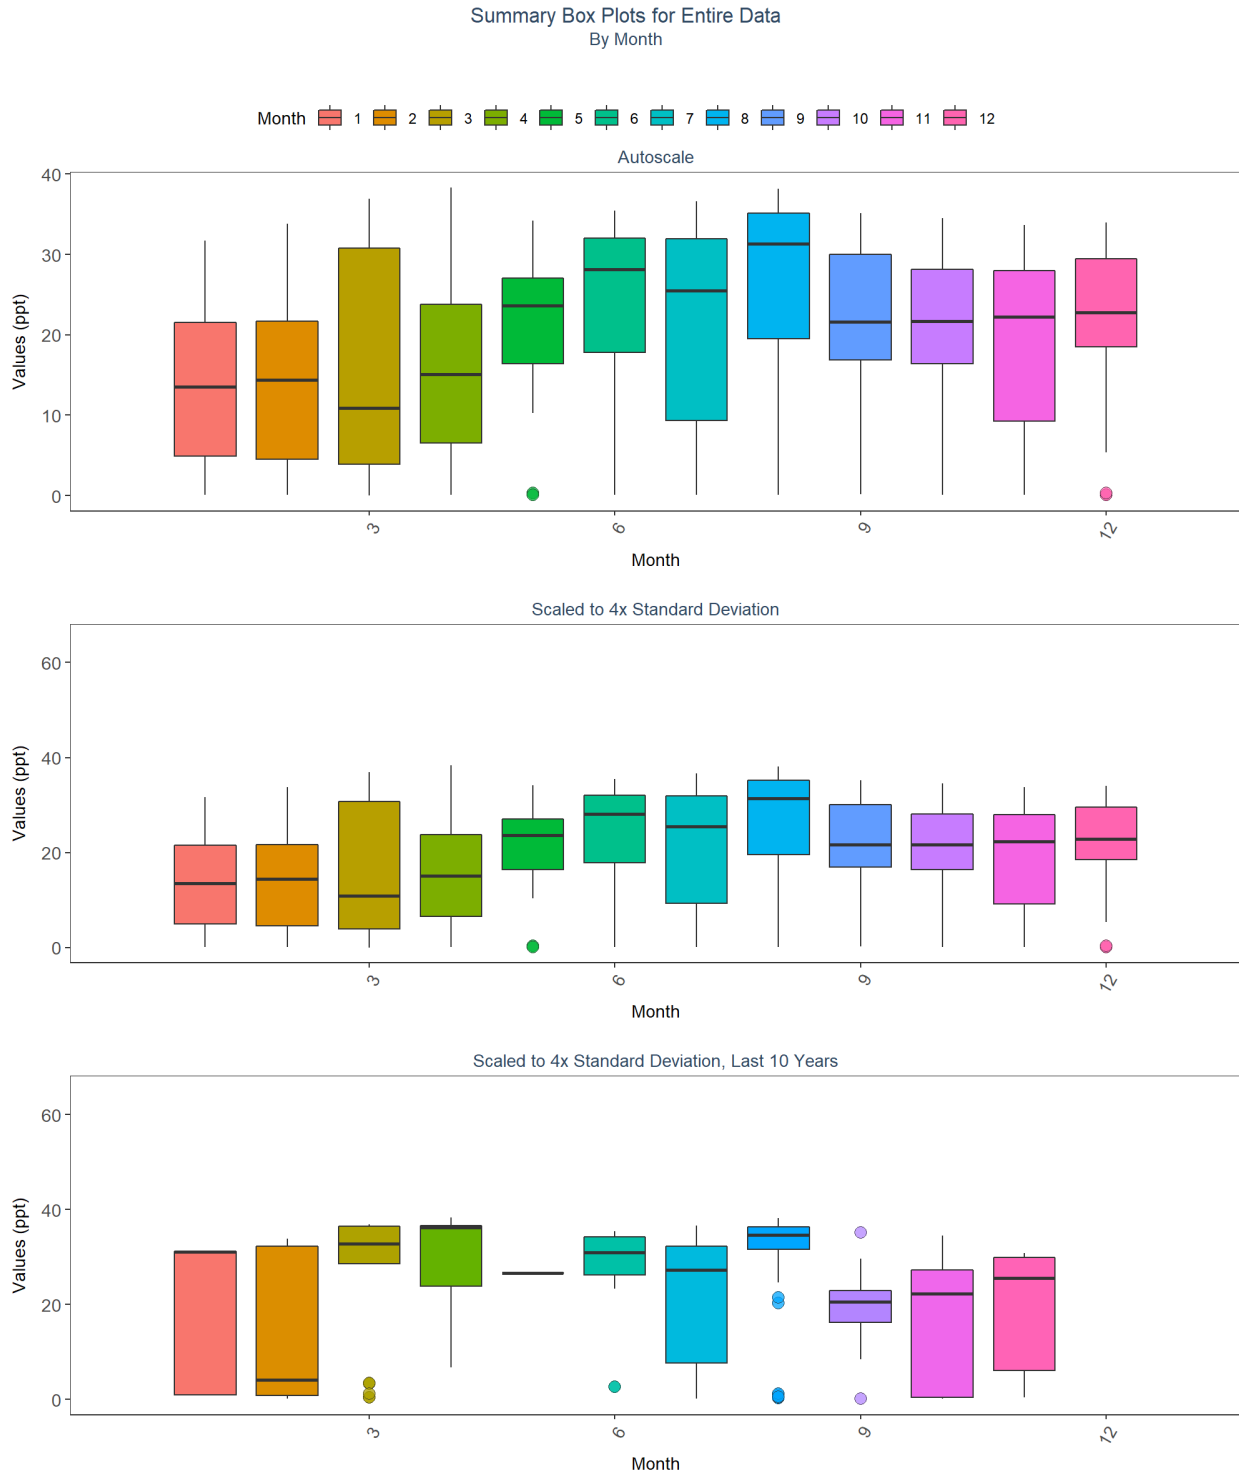 Summary Box Plots for Entire Data
By Month
Month 1 2 3 4 5 6 7 8 9 10 11 12
Autoscale
40
30
20
10
0
Values (ppt)
3 6 9 12
Month
Scaled to 4x Standard Deviation
60
40
20
0
Values (ppt)
3 6 9 12
Month
Scaled to 4x Standard Deviation, Last 10 Years
60
40
20
0
Values (ppt)
3 6 9 12
Month